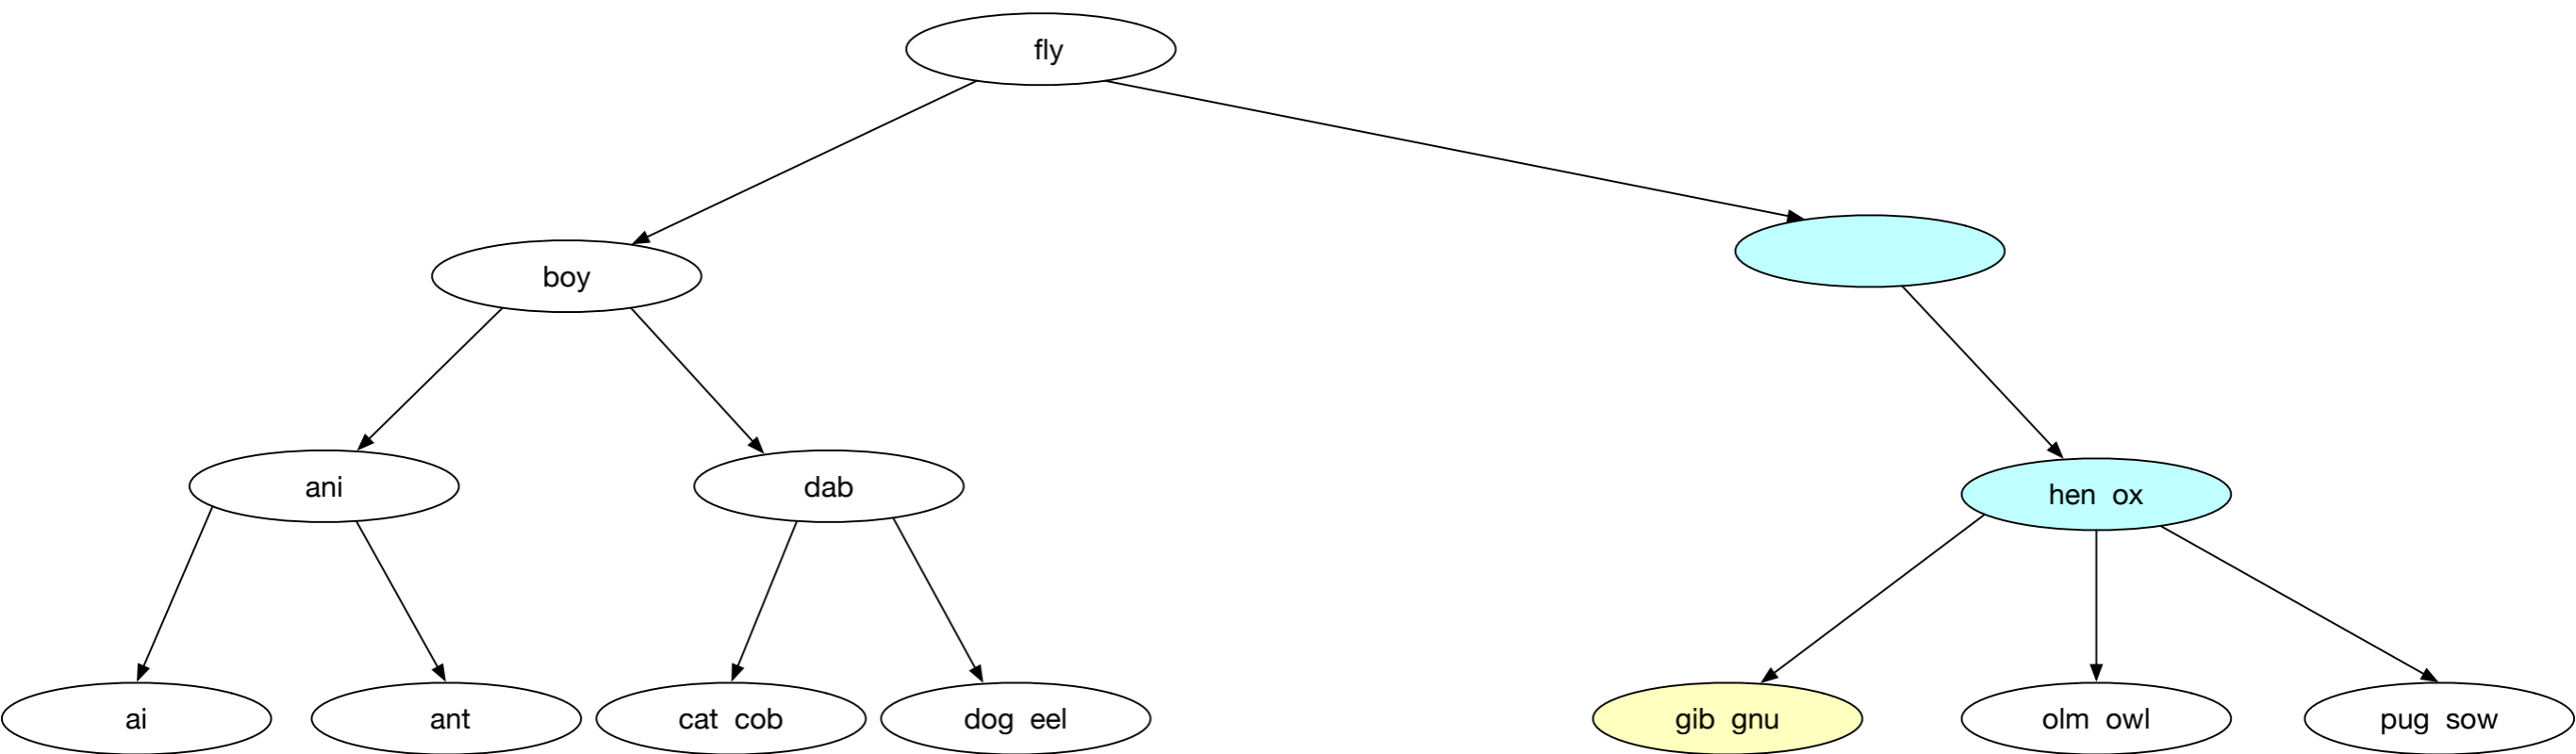 fly
boy
ani
dab
hen ox
ai
ant
cat cob
dog eel
gib gnu
olm owl
pug sow